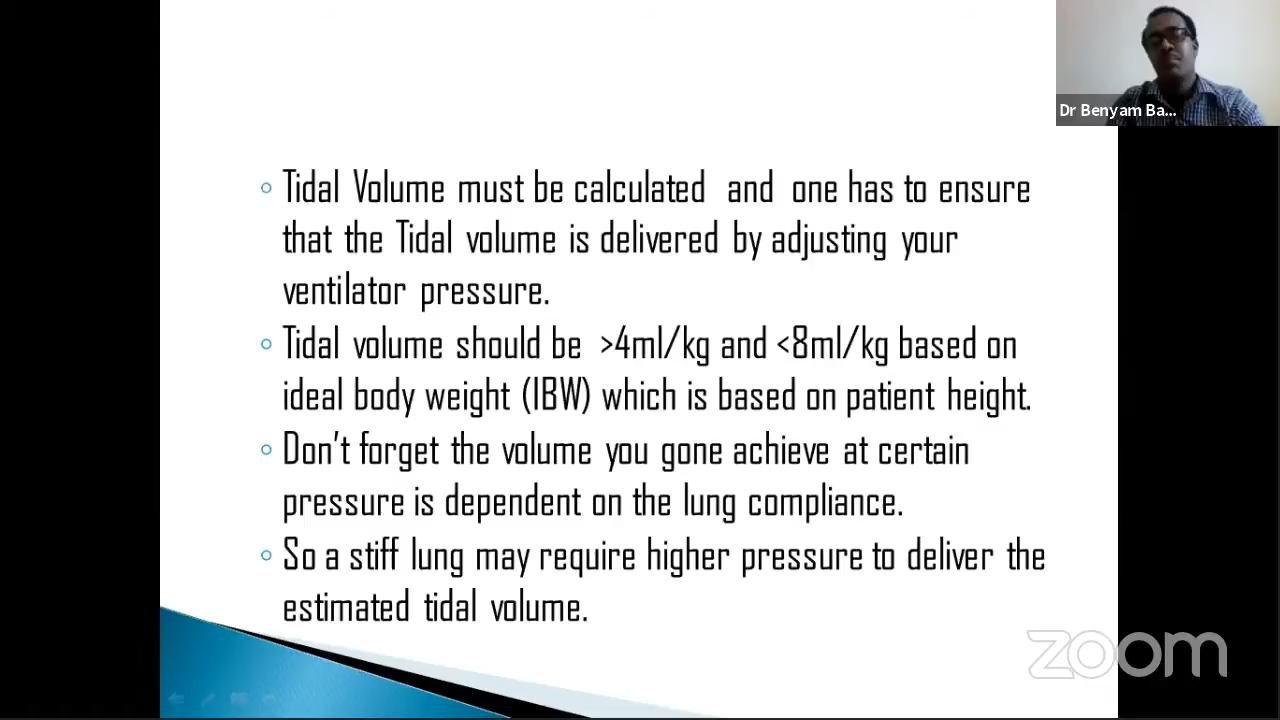 Dr Benyam Ba...
◦ Tidal Volume must be calculated and one has to ensure
that the Tidal volume is delivered by adjusting your
ventilator pressure.
◦ Tidal volume should be >4ml/kg and <8ml/kg based on
ideal body weight (IBW) which is based on patient height.
◦ Don't forget the volume you gone achieve at certain
pressure is dependent on the lung compliance.
◦ So a stiff lung may require higher pressure to deliver the
estimated tidal volume.
zoom